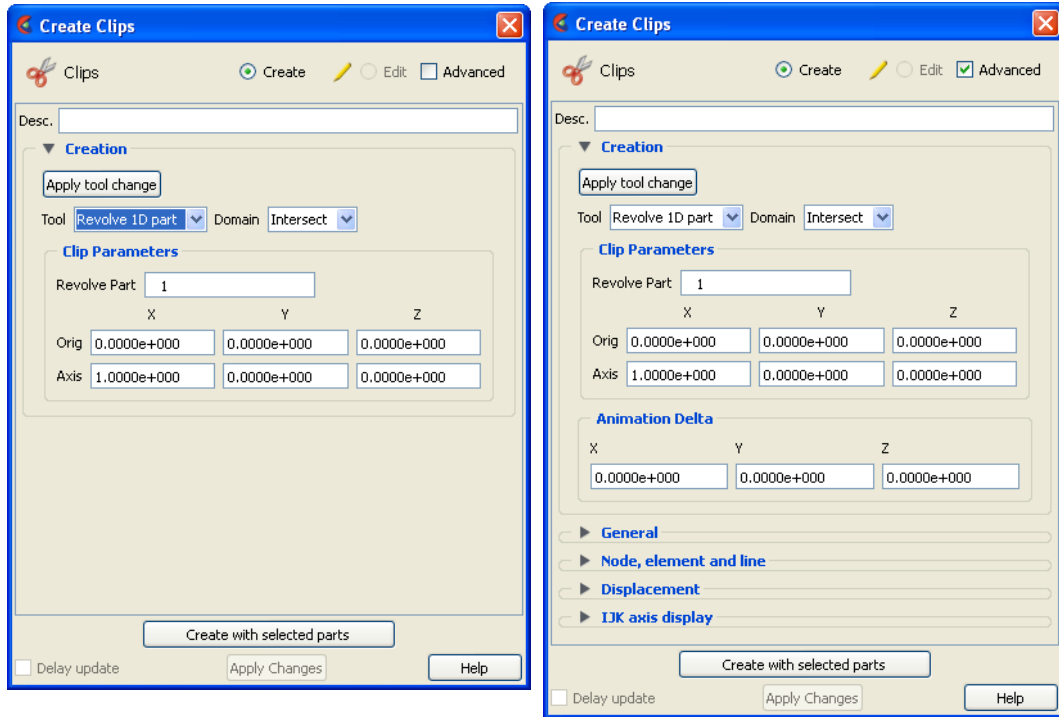 Create Clips
Clips Create Edit Advanced
Desc.
Creation
Apply tool change
Tool Revolve 1D part Domain Intersect
Clip Parameters
Revolve Part 1
X Y Z
Orig 0.0000e+000 0.0000e+000 0.0000e+000
Axis 1.0000e+000 0.0000e+000 0.0000e+000
Create with selected parts
Delay update Apply Changes Help
Create Clips
Clips Create Edit Advanced
Desc.
Creation
Apply tool change
Tool Revolve 1D part Domain Intersect
Clip Parameters
Revolve Part 1
X Y Z
Orig 0.0000e+000 0.0000e+000 0.0000e+000
Axis 1.0000e+000 0.0000e+000 0.0000e+000
Animation Delta
X Y Z
0.0000e+000 0.0000e+000 0.0000e+000
General
Node, element and line
Displacement
IJK axis display
Create with selected parts
Delay update Apply Changes Help